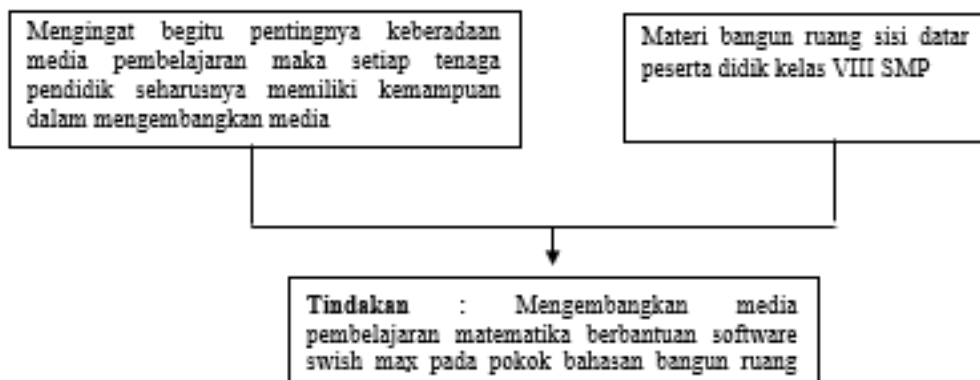 Mengingat begitu pentingnya keberadaan
media pembelajaran maka setiap tenaga
pendidik seharusnya memiliki kemampuan
dalam mengembangkan media
Materi bangun ruang sisi datar
peserta didik kelas VIII SMP
Tindakan : Mengembangkan media
pembelajaran matematika berbantuan software
swish max pada pokok bahasan bangun ruang